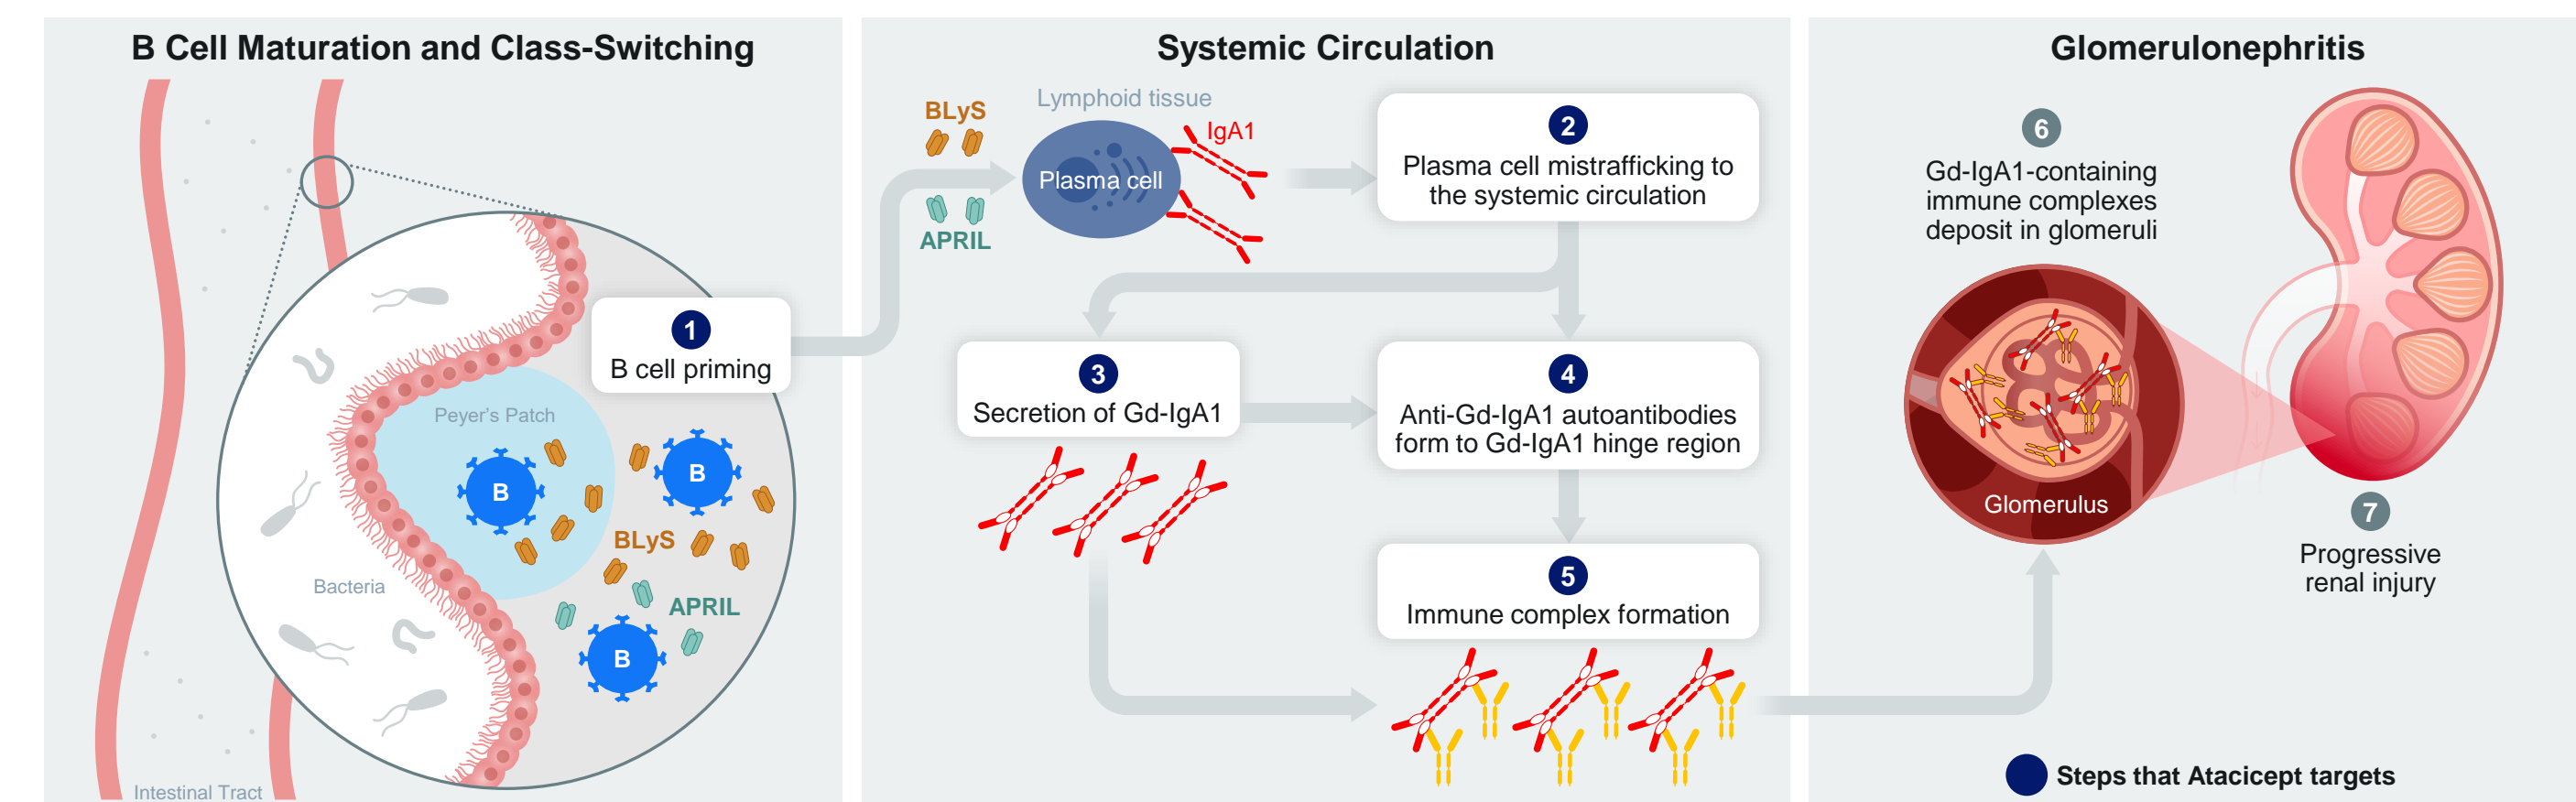 B Cell Maturation and Class-Switching
1
B cell priming
Peyer's Patch
B
B
BLyS
Bacteria
APRIL
B
Intestinal Tract
Systemic Circulation
BLyS
Lymphoid tissue
IgA1
Plasma cell
APRIL
2
Plasma cell mistrafficking to
the systemic circulation
3
Secretion of Gd-IgA1
4
Anti-Gd-IgA1 autoantibodies
form to Gd-IgA1 hinge region
5
Immune complex formation
Glomerulonephritis
6
Gd-IgA1-containing
immune complexes
deposit in glomeruli
Glomerulus
7
Progressive
renal injury
Steps that Atacicept targets